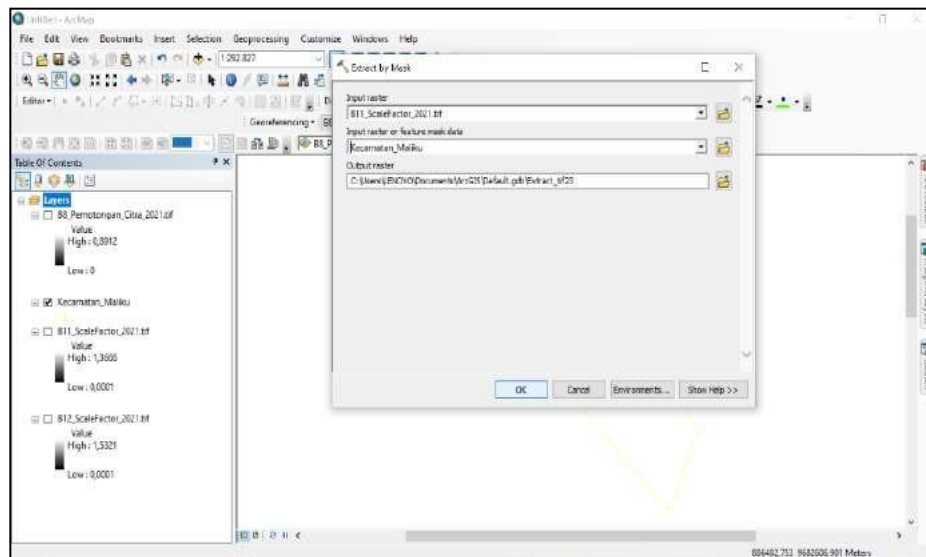 Untitled - ArcMap
File Edit View Bookmarks Insert Selection Geoprocessing Customize Windows Help
1:292.827
Editor
Georeferencing
Table Of Contents
Layers
B8_Pemotongan_Citra_2021.tif
Value
High : 0,8912
Low : 0
Kecamatan_Maliku
B11_ScaleFactor_2021.tif
Value
High : 1,3666
Low : 0,0001
B12_ScaleFactor_2021.tif
Value
High : 1,5321
Low : 0,0001
Extract by Mask
Input raster
B11_ScaleFactor_2021.tif
Input raster or feature mask data
Kecamatan_Maliku
Output raster
C:\Users\LENOVO\Documents\ArcGIS\Default.gdb\Extract_tif23
OK Cancel Environments... Show Help >>
886482,753 9682606,901 Meters